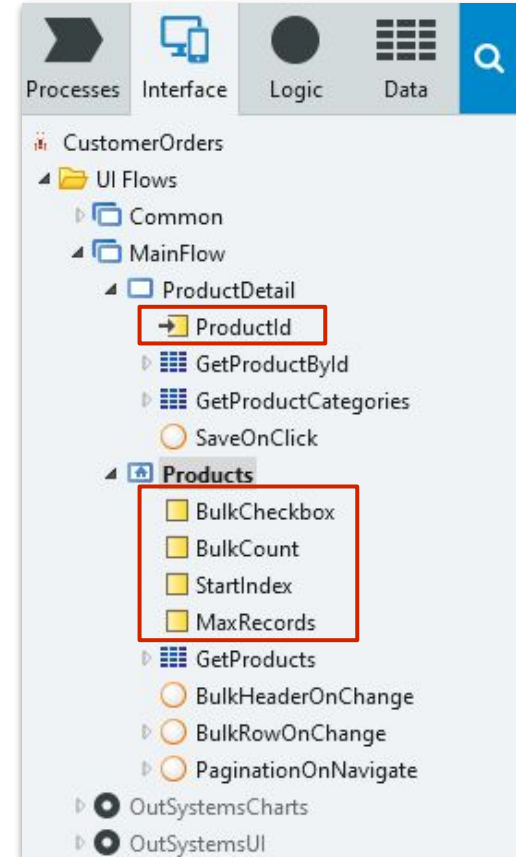 Processes Interface Logic Data
CustomerOrders
UI Flows
Common
MainFlow
ProductDetail
ProductId
GetProductById
GetProductCategories
SaveOnClick
Products
BulkCheckbox
BulkCount
StartIndex
MaxRecords
GetProducts
BulkHeaderOnChange
BulkRowOnChange
PaginationOnNavigate
OutSystemsCharts
OutSystemsUI